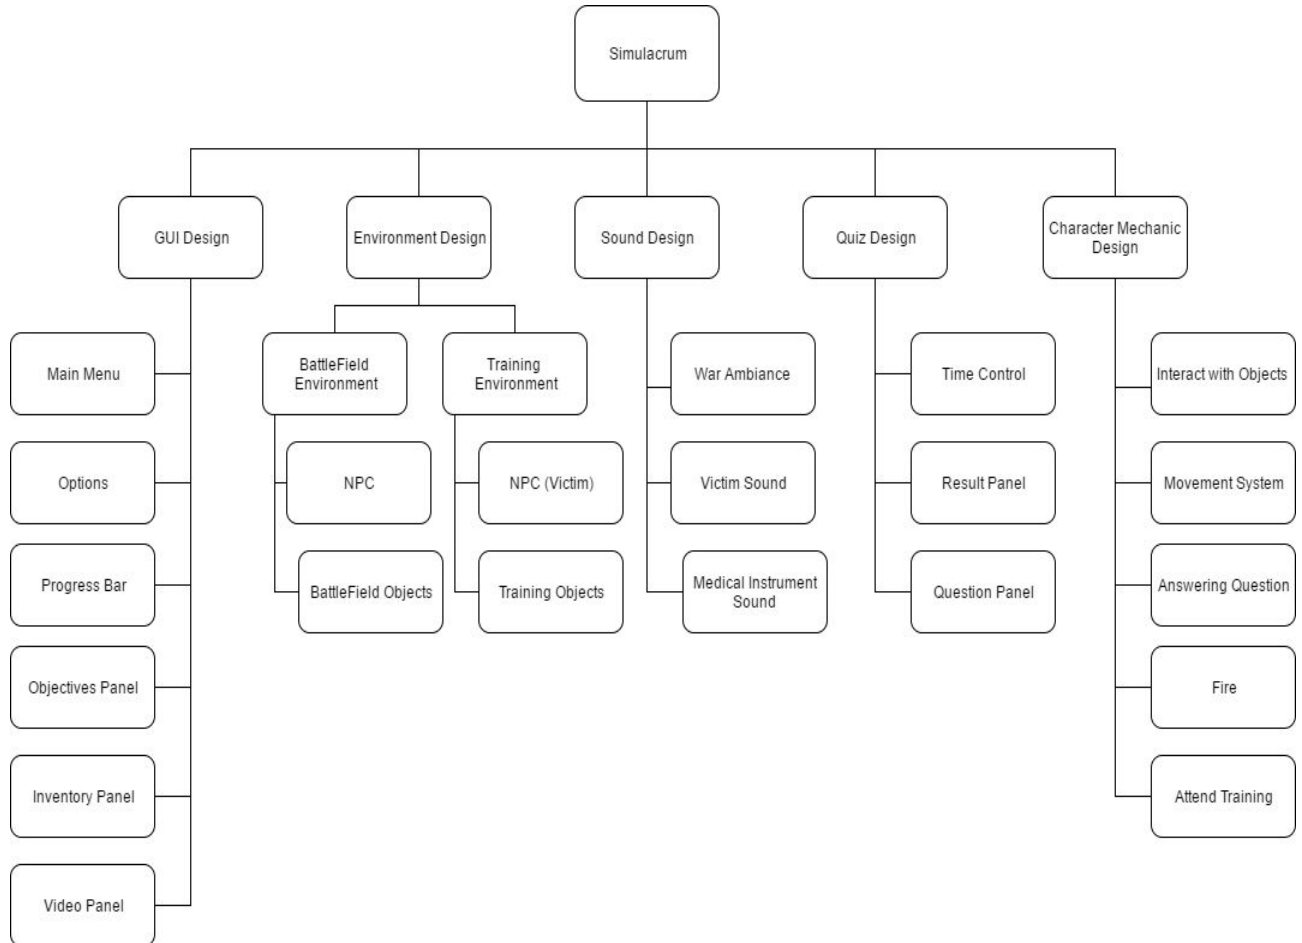 Simulacrum
GUI Design
Environment Design
Sound Design
Quiz Design
Character Mechanic
Design
Main Menu
Options
Progress Bar
Objectives Panel
Inventory Panel
Video Panel
BattleField
Environment
NPC
BattleField Objects
Training
Environment
NPC (Victim)
Training Objects
War Ambiance
Victim Sound
Medical Instrument
Sound
Time Control
Result Panel
Question Panel
Interact with Objects
Movement System
Answering Question
Fire
Attend Training